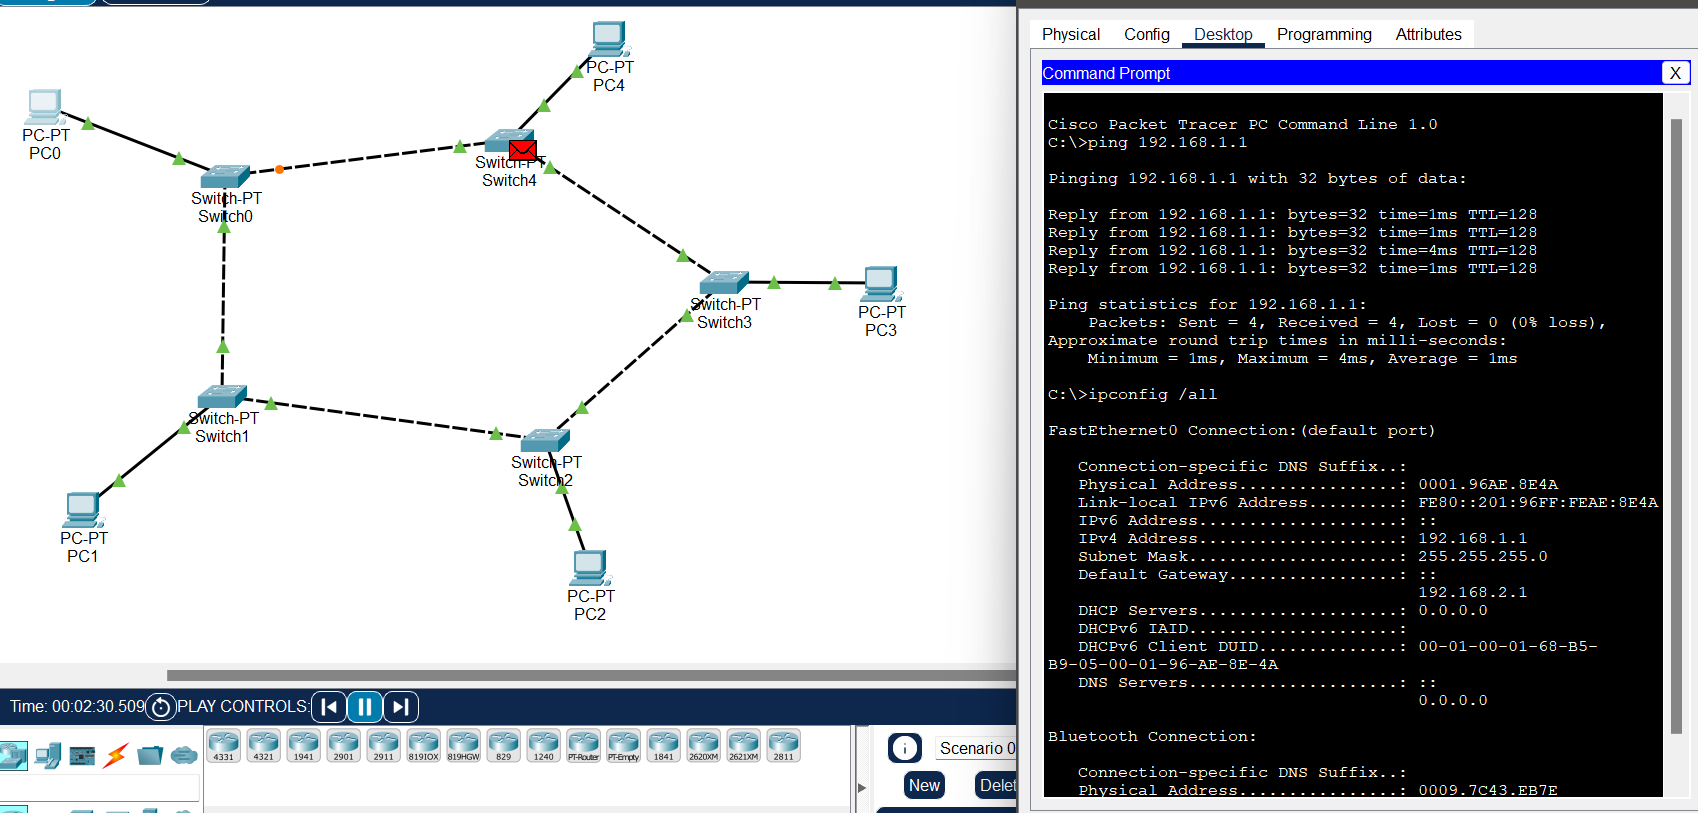 PC-PT
PC4
PC-PT
PC0
Switch-PT
Switch4
Switch-PT
Switch0
Switch-PT
Switch3
PC-PT
PC3
Switch-PT
Switch1
Switch-PT
Switch2
PC-PT
PC1
PC-PT
PC2
Time: 00:02:30.509 PLAY CONTROLS:
4331 4321 1941 2901 2911 819IOX 819HGW 829 1240 PT-Router PT-Empty 1841 2620XM 2621XM 2811
Scenario 0
New Delet
Physical Config Desktop Programming Attributes
Command Prompt X
Cisco Packet Tracer PC Command Line 1.0
C:\>ping 192.168.1.1
Pinging 192.168.1.1 with 32 bytes of data:
Reply from 192.168.1.1: bytes=32 time=1ms TTL=128
Reply from 192.168.1.1: bytes=32 time=1ms TTL=128
Reply from 192.168.1.1: bytes=32 time=4ms TTL=128
Reply from 192.168.1.1: bytes=32 time=1ms TTL=128
Ping statistics for 192.168.1.1:
Packets: Sent = 4, Received = 4, Lost = 0 (0% loss),
Approximate round trip times in milli-seconds:
Minimum = 1ms, Maximum = 4ms, Average = 1ms
C:\>ipconfig /all
FastEthernet0 Connection:(default port)
Connection-specific DNS Suffix..:
Physical Address................: 0001.96AE.8E4A
Link-local IPv6 Address.........: FE80::201:96FF:FEAE:8E4A
IPv6 Address....................: ::
IPv4 Address....................: 192.168.1.1
Subnet Mask.....................: 255.255.255.0
Default Gateway.................: ::
192.168.2.1
DHCP Servers....................: 0.0.0.0
DHCPv6 IAID.....................:
DHCPv6 Client DUID..............: 00-01-00-01-68-B5-
B9-05-00-01-96-AE-8E-4A
DNS Servers.....................: ::
0.0.0.0
Bluetooth Connection:
Connection-specific DNS Suffix..:
Physical Address................: 0009.7C43.EB7E